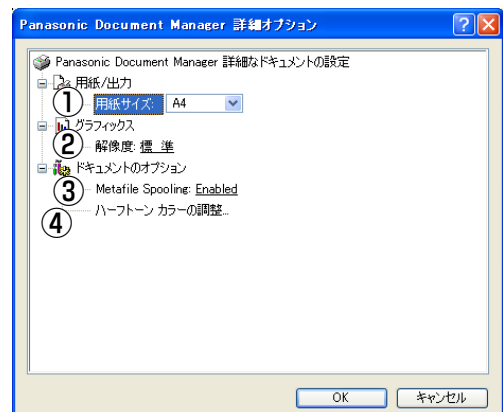 Panasonic Document Manager 詳細オプション
Panasonic Document Manager 詳細なドキュメントの設定
用紙/出力
① 用紙サイズ: A4
グラフィックス
② 解像度: 標 準
ドキュメントのオプション
③ Metafile Spooling: Enabled
④ ハーフトーン カラーの調整...
OK キャンセル